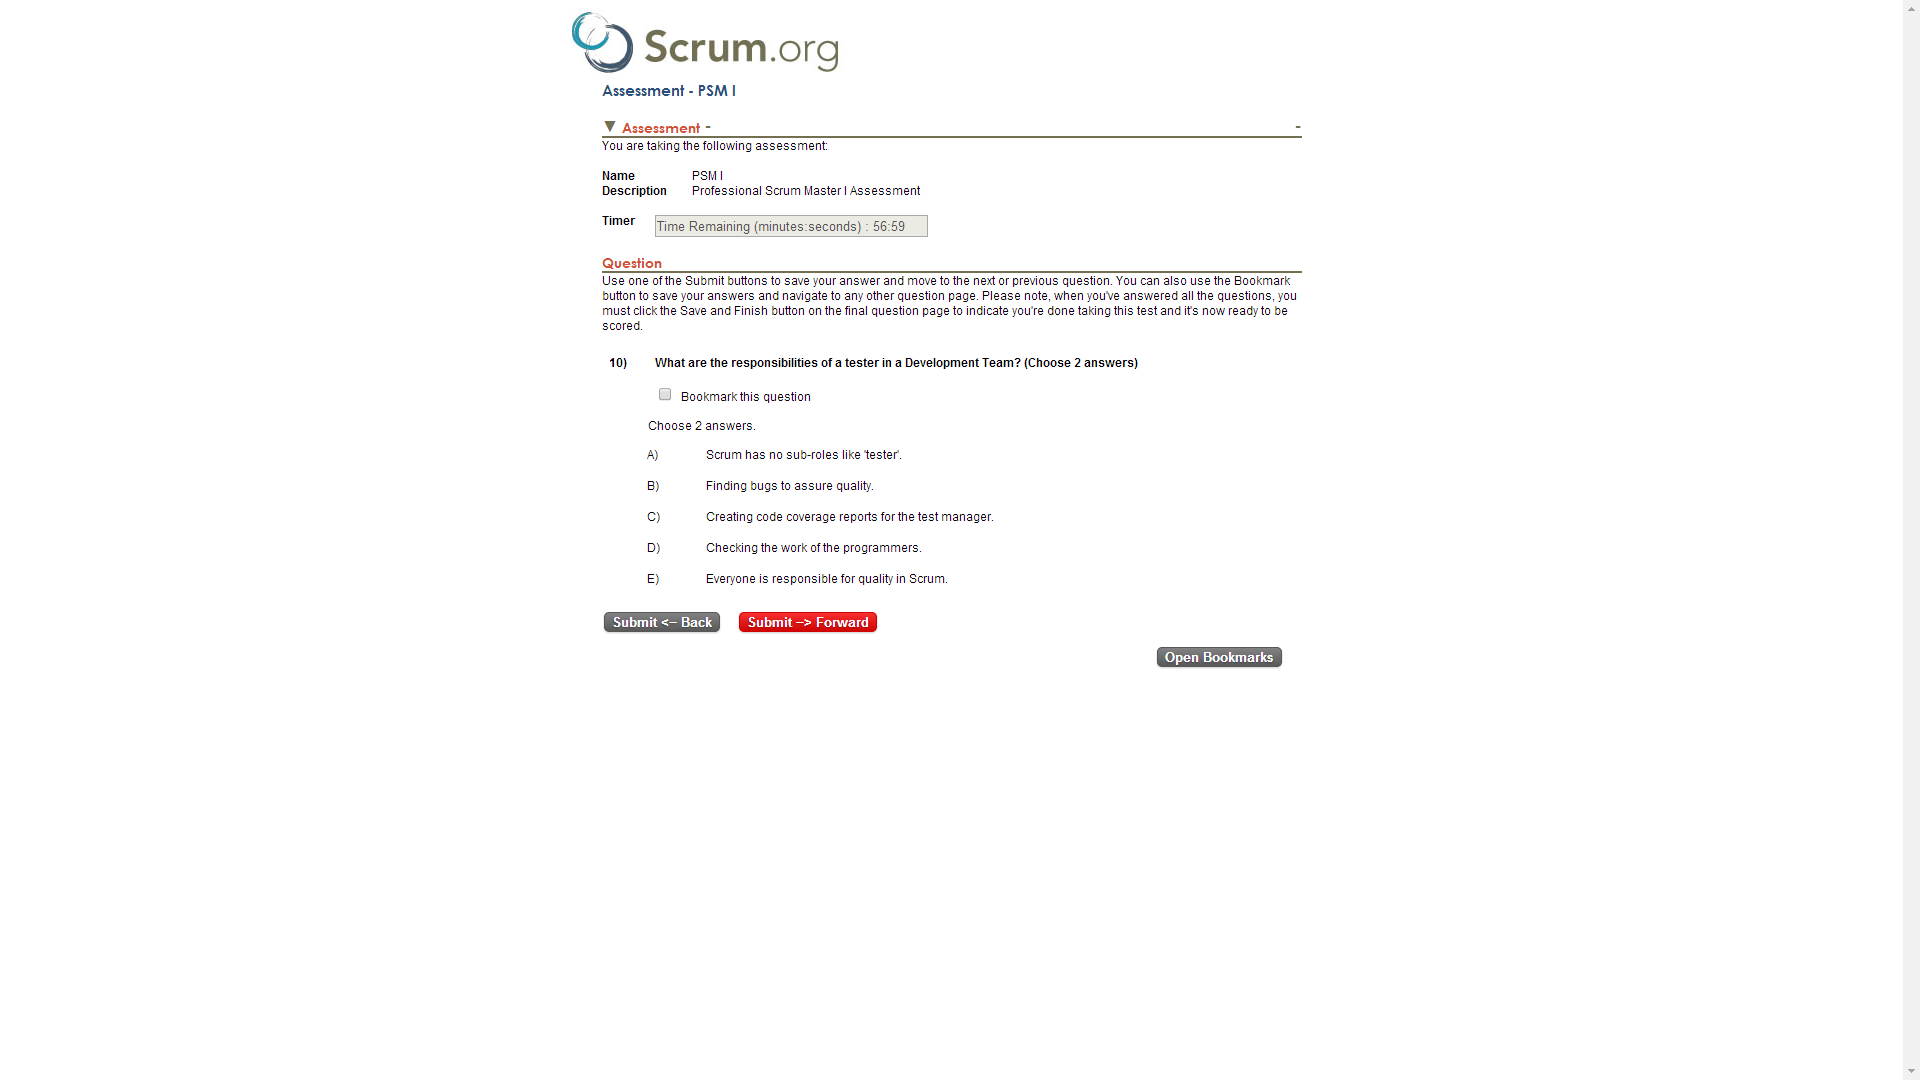 Scrum.org
Assessment - PSM I
▼ Assessment - -
You are taking the following assessment:
Name PSM I
Description Professional Scrum Master I Assessment
Timer Time Remaining (minutes:seconds) : 56:59
Question
Use one of the Submit buttons to save your answer and move to the next or previous question. You can also use the Bookmark
button to save your answers and navigate to any other question page. Please note, when you've answered all the questions, you
must click the Save and Finish button on the final question page to indicate you're done taking this test and it's now ready to be
scored.
10) What are the responsibilities of a tester in a Development Team? (Choose 2 answers)
Bookmark this question
Choose 2 answers.
A) Scrum has no sub-roles like 'tester'.
B) Finding bugs to assure quality.
C) Creating code coverage reports for the test manager.
D) Checking the work of the programmers.
E) Everyone is responsible for quality in Scrum.
Submit <-- Back Submit --> Forward
Open Bookmarks